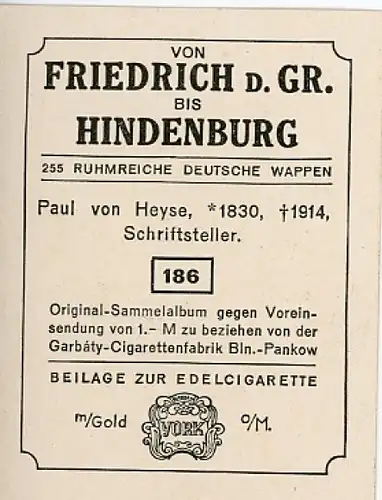 VON
FRIEDRICH D. GR.
BIS
HINDENBURG
255 RUHMREICHE DEUTSCHE WAPPEN
Paul von Heyse, *1830, †1914,
Schriftsteller.
186
Original-Sammelalbum gegen Vorein-
sendung von 1.- M zu beziehen von der
Garbáty-Cigarettenfabrik Bln.-Pankow
BEILAGE ZUR EDELCIGARETTE
m/Gold YORK O/M.